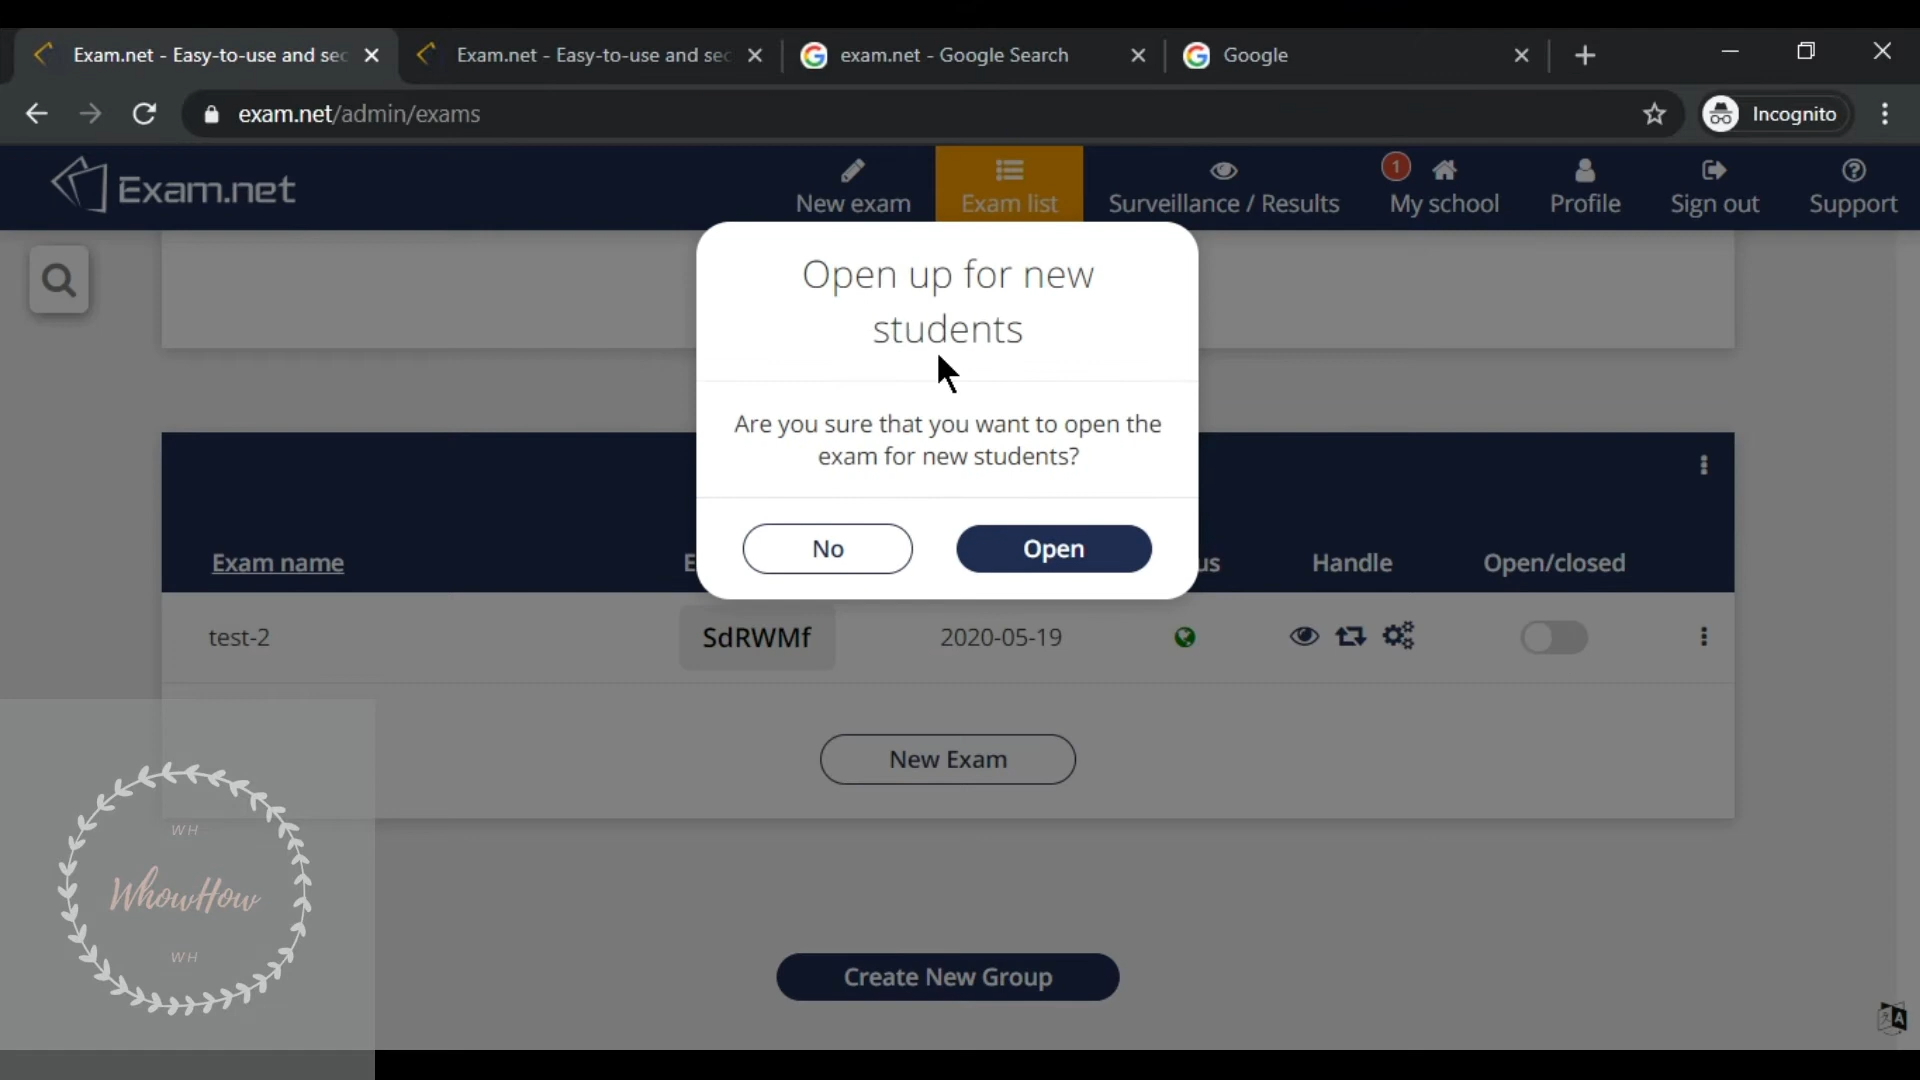 Exam.net - Easy-to-use and sec
Exam.net - Easy-to-use and sec
exam.net - Google Search
Google
exam.net/admin/exams
Incognito
Exam.net
New exam
Exam list
Surveillance / Results
1
My school
Profile
Sign out
Support
Open up for new
students
Are you sure that you want to open the
exam for new students?
No
Open
Exam name
E
us
Handle
Open/closed
test-2
SdRWMf
2020-05-19
New Exam
WH
WhowHow
WH
Create New Group
A